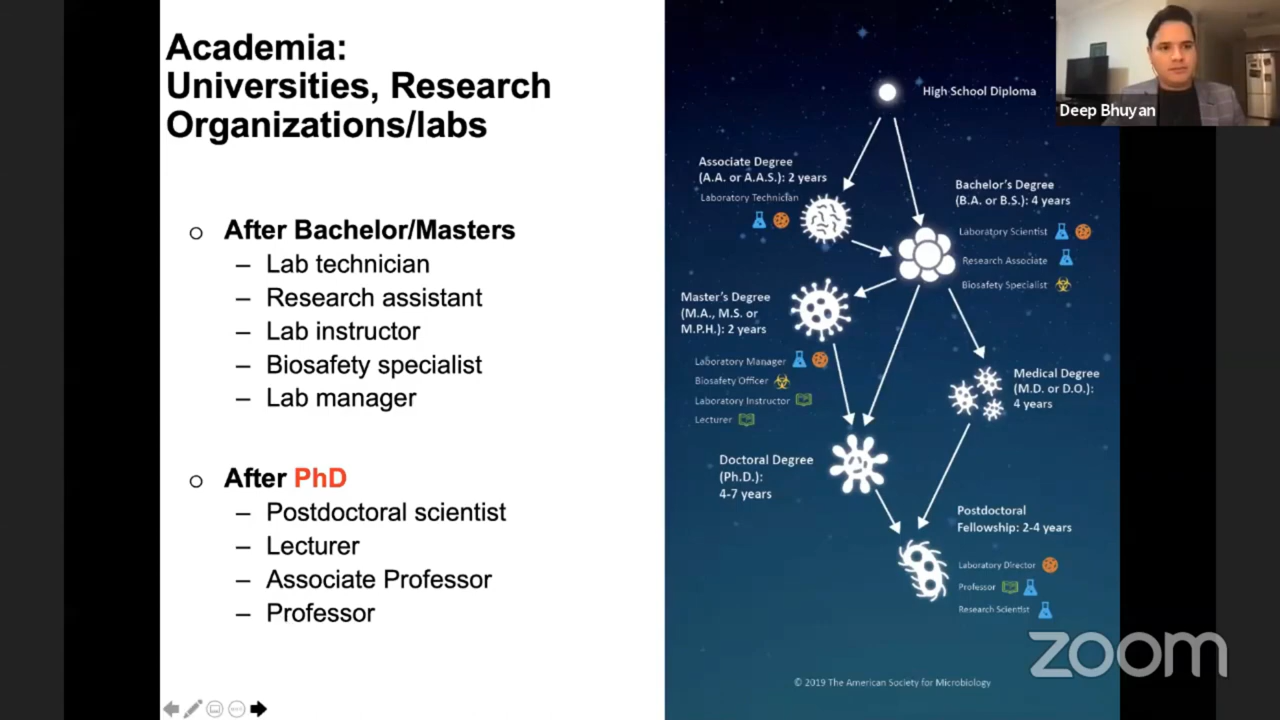 Academia:
Universities, Research
Organizations/labs
○ After Bachelor/Masters
– Lab technician
– Research assistant
– Lab instructor
– Biosafety specialist
– Lab manager
○ After PhD
– Postdoctoral scientist
– Lecturer
– Associate Professor
– Professor
High School Diploma
Associate Degree
(A.A. or A.A.S.): 2 years
Laboratory Technician
Bachelor's Degree
(B.A. or B.S.): 4 years
Laboratory Scientist
Research Associate
Biosafety Specialist
Master's Degree
(M.A., M.S. or
M.P.H.): 2 years
Laboratory Manager
Biosafety Officer
Laboratory Instructor
Lecturer
Medical Degree
(M.D. or D.O.):
4 years
Doctoral Degree
(Ph.D.):
4-7 years
Postdoctoral
Fellowship: 2-4 years
Laboratory Director
Professor
Research Scientist
© 2019 The American Society for Microbiology
Deep Bhuyan
zoom